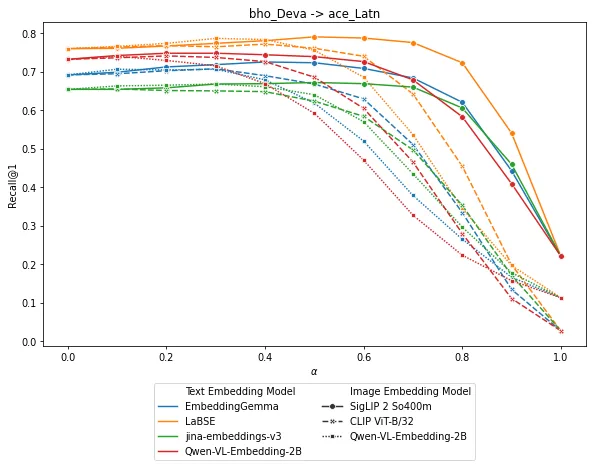 bho_Deva -> ace_Latn
0.8
0.7
0.6
0.5
0.4
0.3
0.2
0.1
0.0
Recall@1
0.0 0.2 0.4 0.6 0.8 1.0
α
Text Embedding Model Image Embedding Model
EmbeddingGemma SigLIP 2 So400m
LaBSE CLIP ViT-B/32
jina-embeddings-v3 Qwen-VL-Embedding-2B
Qwen-VL-Embedding-2B